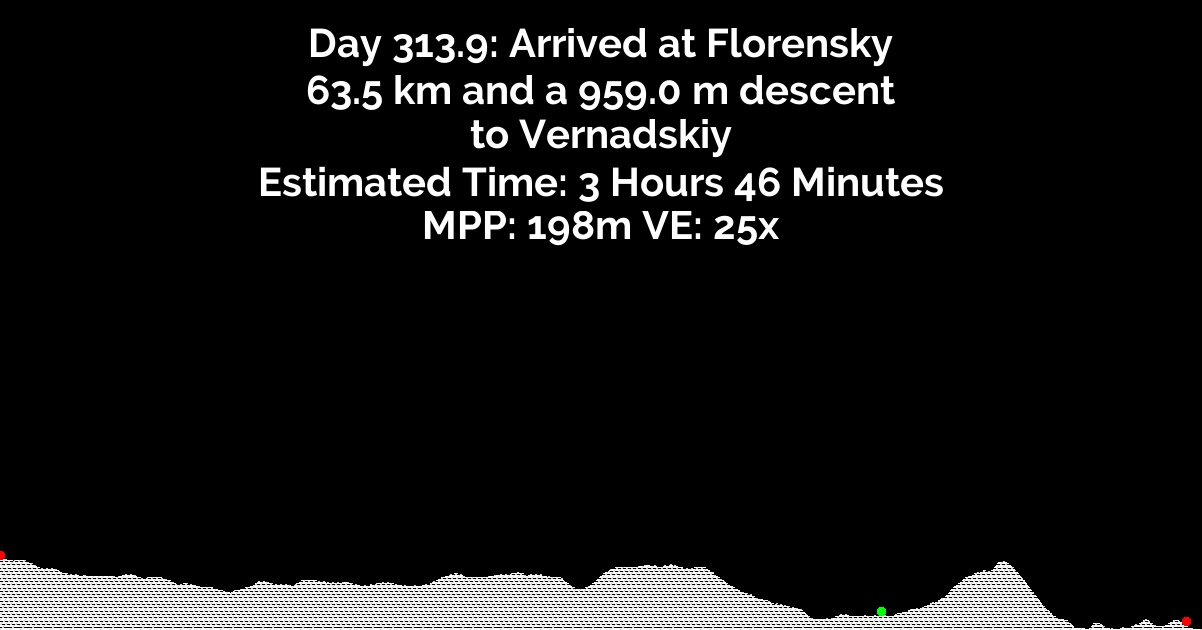 Day 313.9: Arrived at Florensky
63.5 km and a 959.0 m descent
to Vernadskiy
Estimated Time: 3 Hours 46 Minutes
MPP: 198m VE: 25x